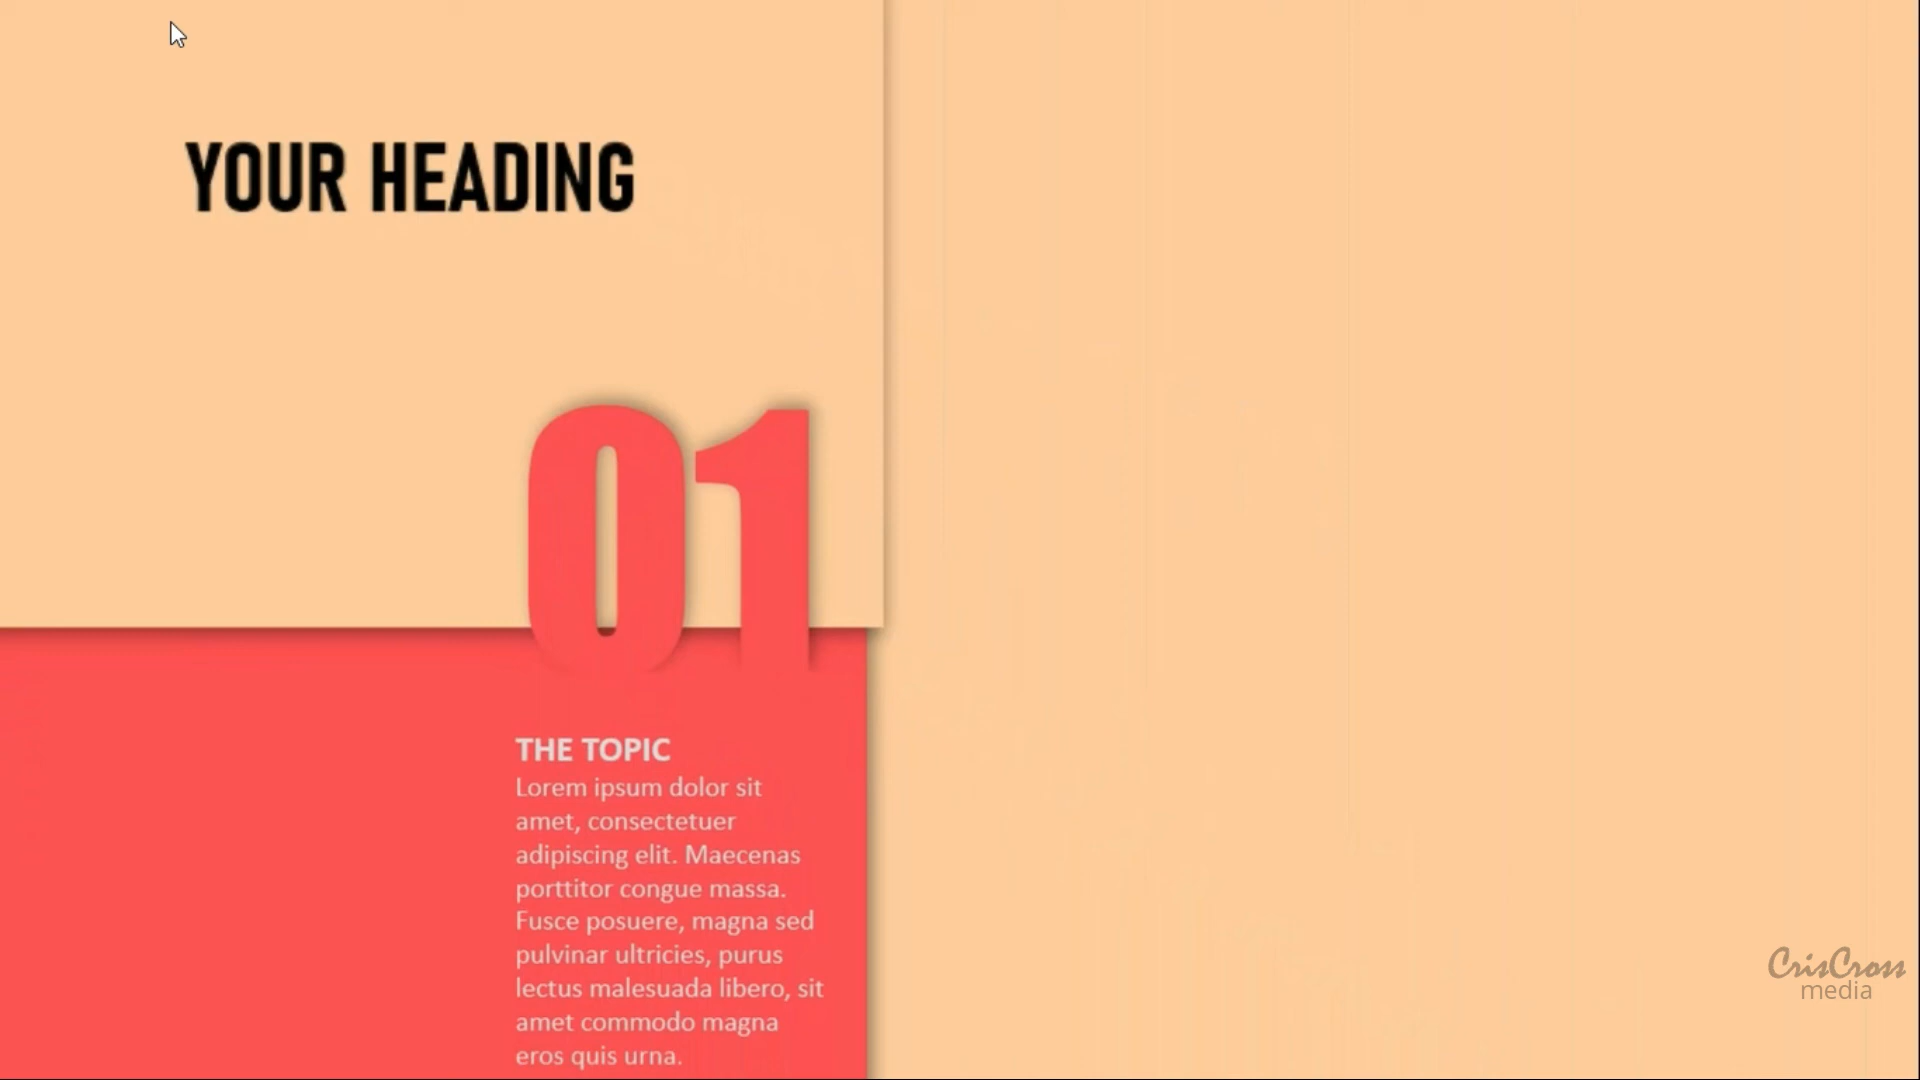 YOUR HEADING
01
THE TOPIC
Lorem ipsum dolor sit
amet, consectetuer
adipiscing elit. Maecenas
porttitor congue massa.
Fusce posuere, magna sed
pulvinar ultricies, purus
lectus malesuada libero, sit
amet commodo magna
eros quis urna.
CrisCross
media